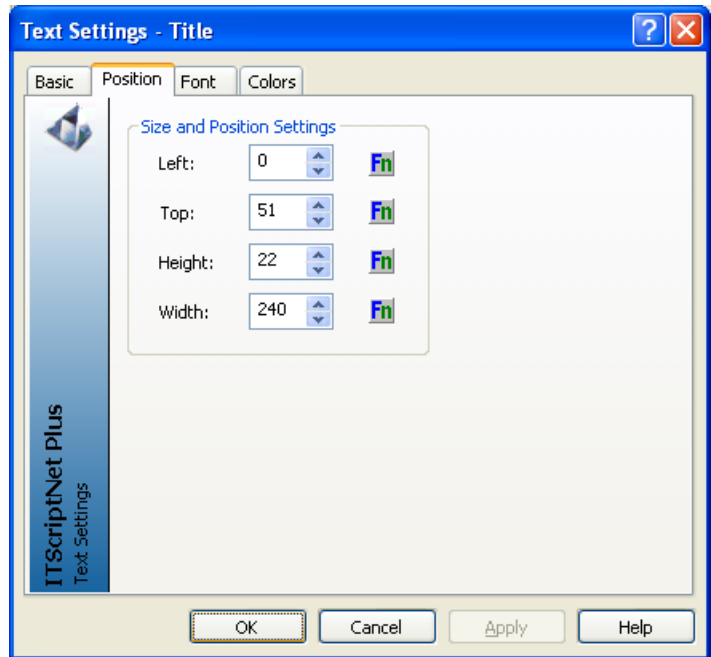 Text Settings - Title
Basic Position Font Colors
Size and Position Settings
Left: 0 Fn
Top: 51 Fn
Height: 22 Fn
Width: 240 Fn
ITScriptNet Plus
Text Settings
OK Cancel Apply Help